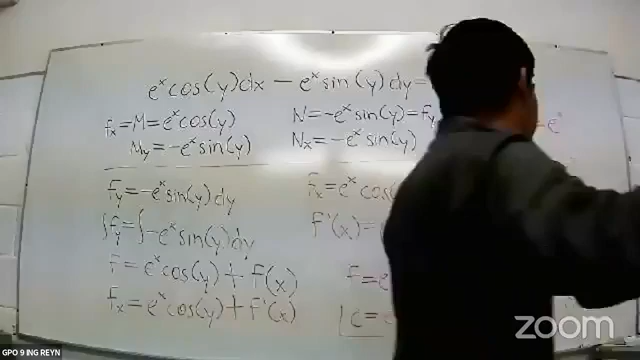 e^x cos(y)dx − e^x sin(y)dy =
f_x = M = e^x cos(y)
N = −e^x sin(y) = f_y
M_y = −e^x sin(y)
N_x = −e^x sin(y)
f_y = −e^x sin(y)dy
∫f_y = ∫−e^x sin(y)dy
F = e^x cos(y) + f(x)
F_x = e^x cos(y) + f'(x)
F_x = e^x cos
f'(x) =
F = e
c =
zoom
GPO 9 ING REYN